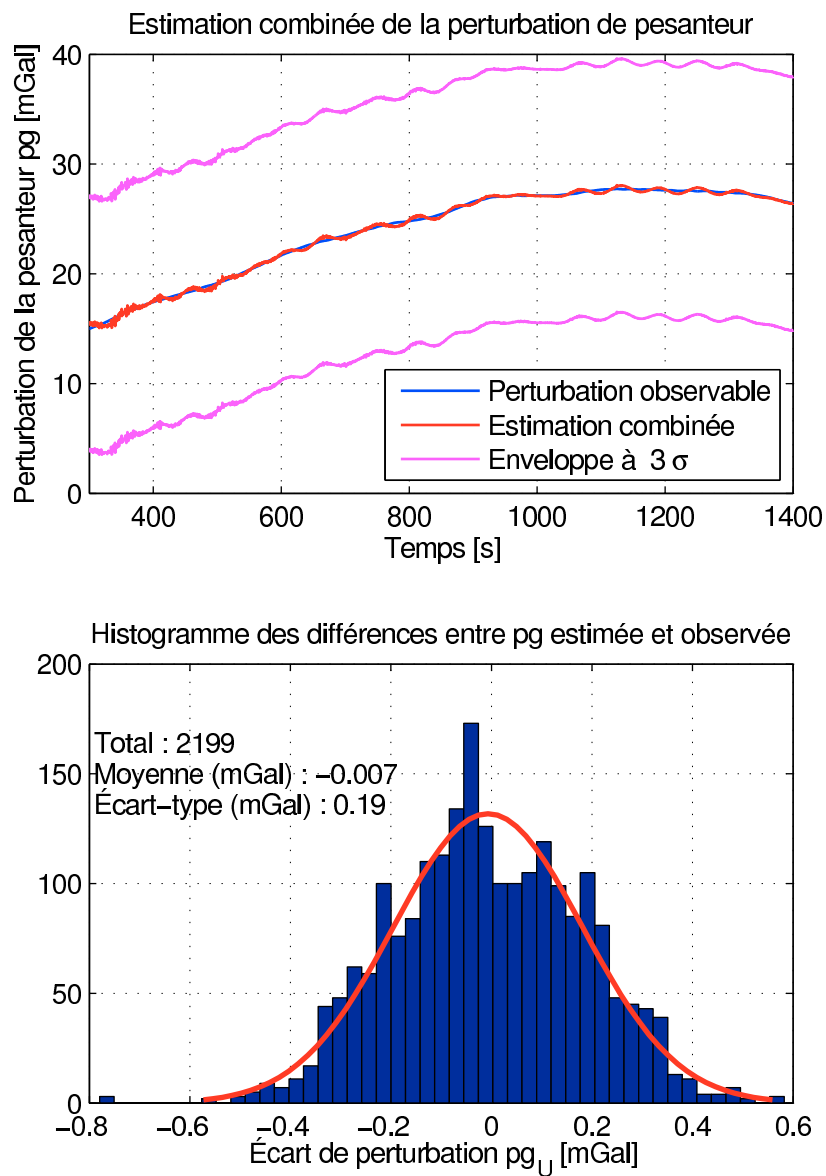 Estimation combinée de la perturbation de pesanteur
Perturbation de la pesanteur pg [mGal]
40
30
20
10
0
Perturbation observable
Estimation combinée
Enveloppe à 3 σ
400 600 800 1000 1200 1400
Temps [s]
Histogramme des différences entre pg estimée et observée
200
150
100
50
0
Total : 2199
Moyenne (mGal) : −0.007
Écart−type (mGal) : 0.19
−0.8 −0.6 −0.4 −0.2 0 0.2 0.4 0.6
Écart de perturbation pg_U [mGal]